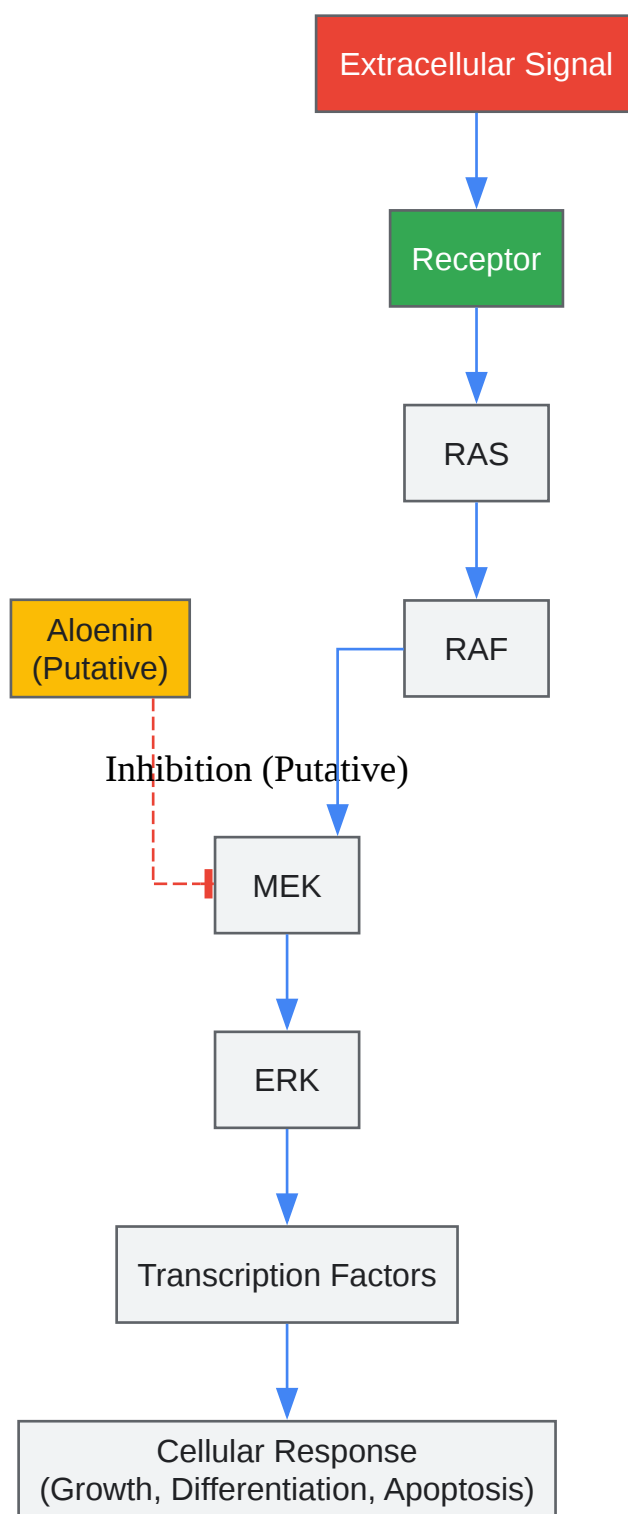 Extracellular Signal
Receptor
RAS
RAF
Aloenin
(Putative)
Inhibition (Putative)
MEK
ERK
Transcription Factors
Cellular Response
(Growth, Differentiation, Apoptosis)